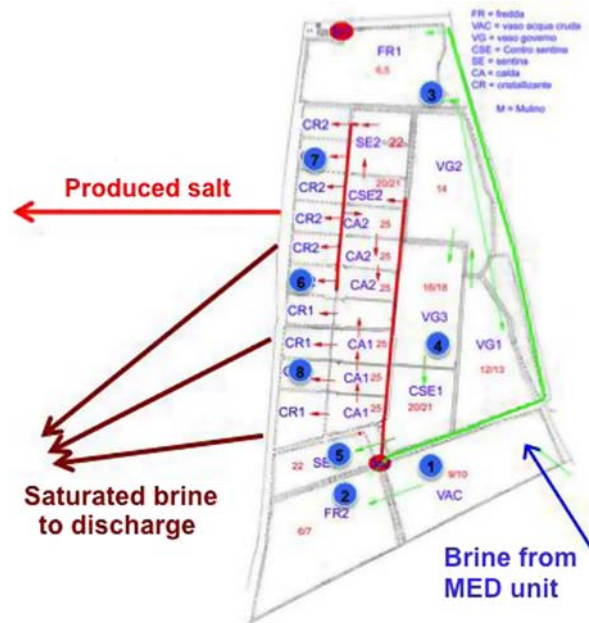 FR = fredda
VAC = vaso acqua cruda
VG = vaso governo
CSE = Contro sentina
SE = sentina
CA = calda
CR = cristallizante
M = Mulino
FR1
6,5
3
CR2
SE2
22
7
VG2
CR2
20/21
14
CSE2
Produced salt
CR2
CR2
CA2
25
CR2
CA2
25
6
CA2
25
16/18
CR1
VG3
VG1
CR1
CA1
4
12/13
8
CA1
25
CSE1
CR1
CA1
25
20/21
5
22
SE
1
9/10
2
VAC
FR2
6/7
Saturated brine
to discharge
Brine from
MED unit